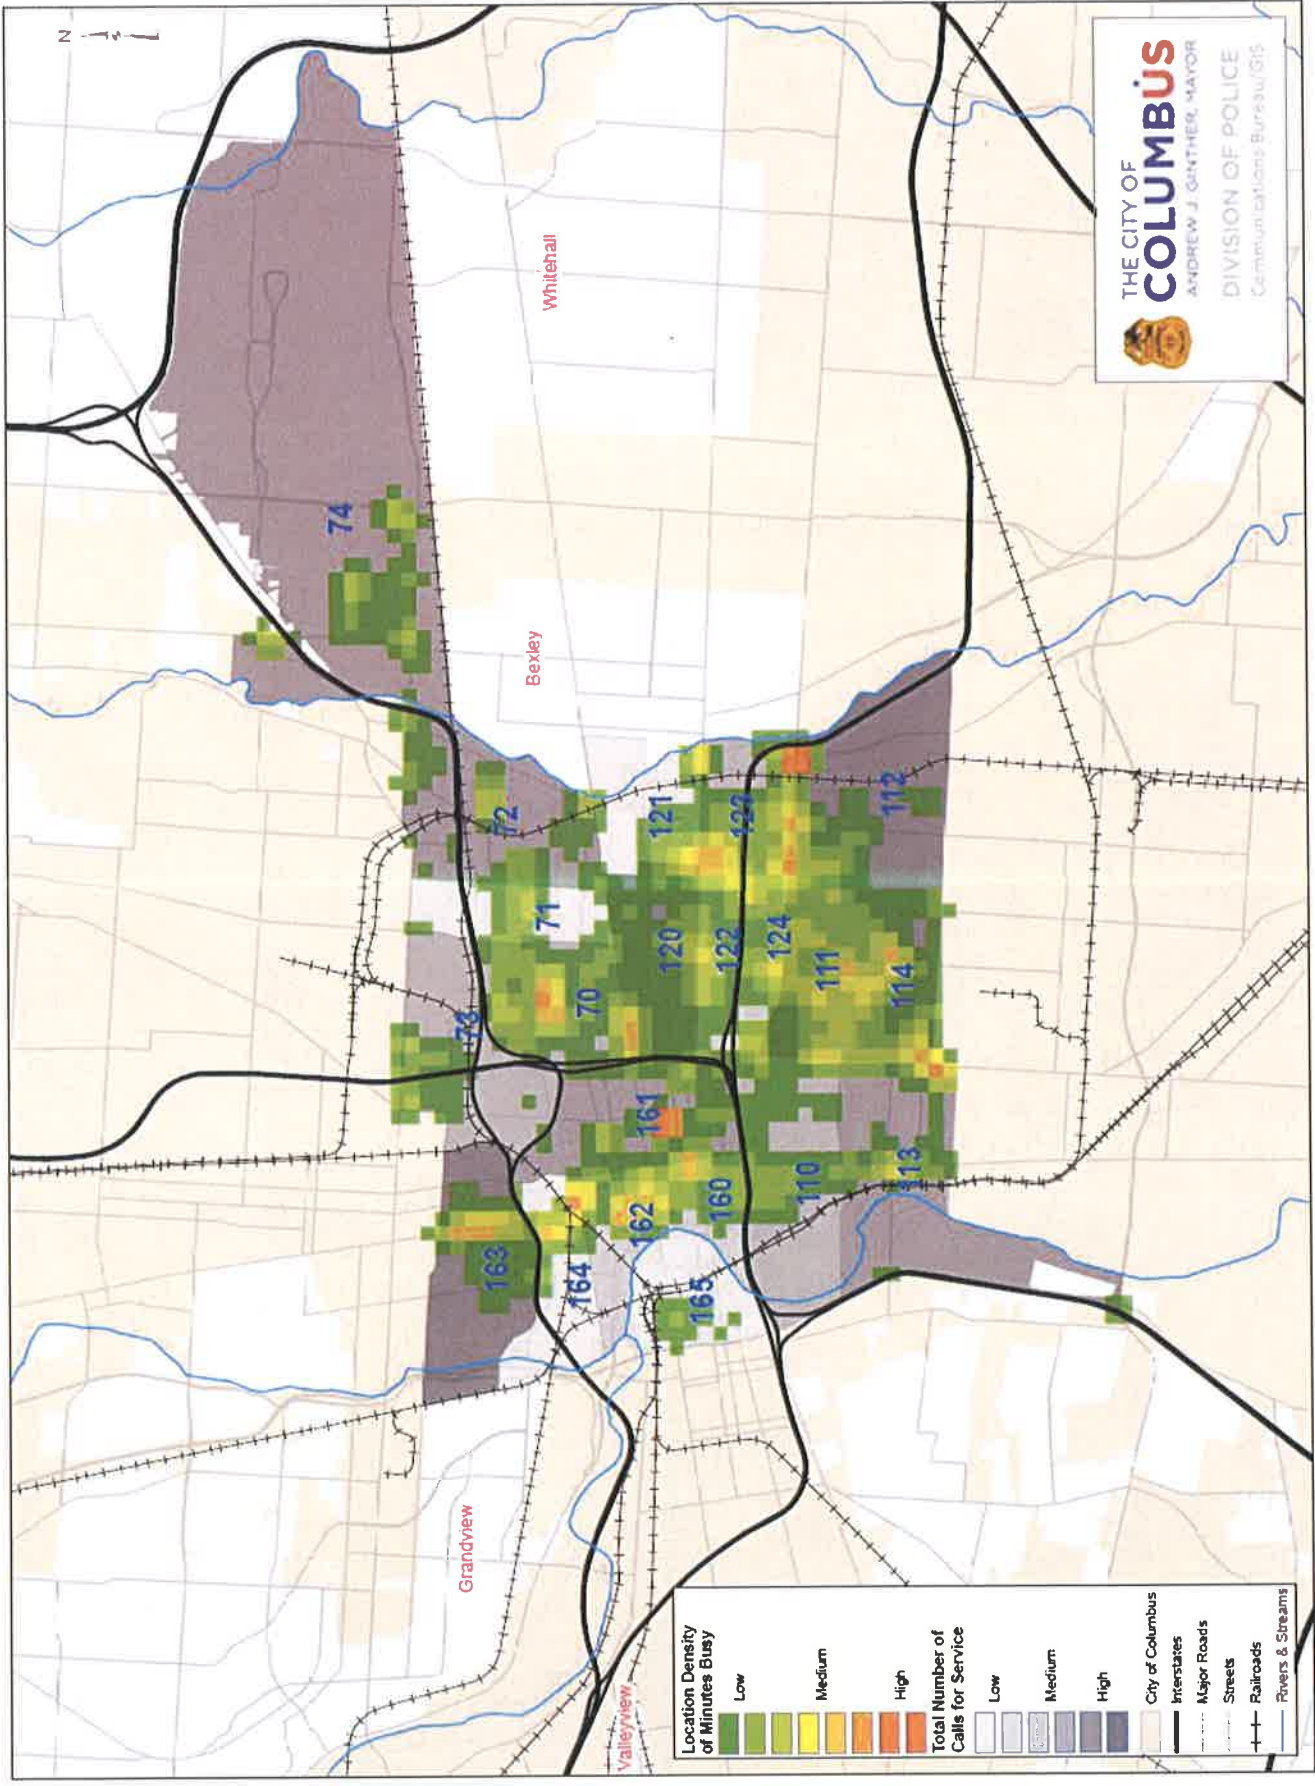 N
THE CITY OF
COLUMBUS
ANDREW J. GINTHER, MAYOR
DIVISION OF POLICE
Communications Bureau/GIS
Whitehall
Bexley
Grandview
Valleyview
74
72
71
73
70
121
123
112
120
122
124
111
114
161
163
164
162
160
110
113
165
Location Density
of Minutes Busy
Low
Medium
High
Total Number of
Calls for Service
Low
Medium
High
City of Columbus
Interstates
Major Roads
Streets
Railroads
Rivers & Streams